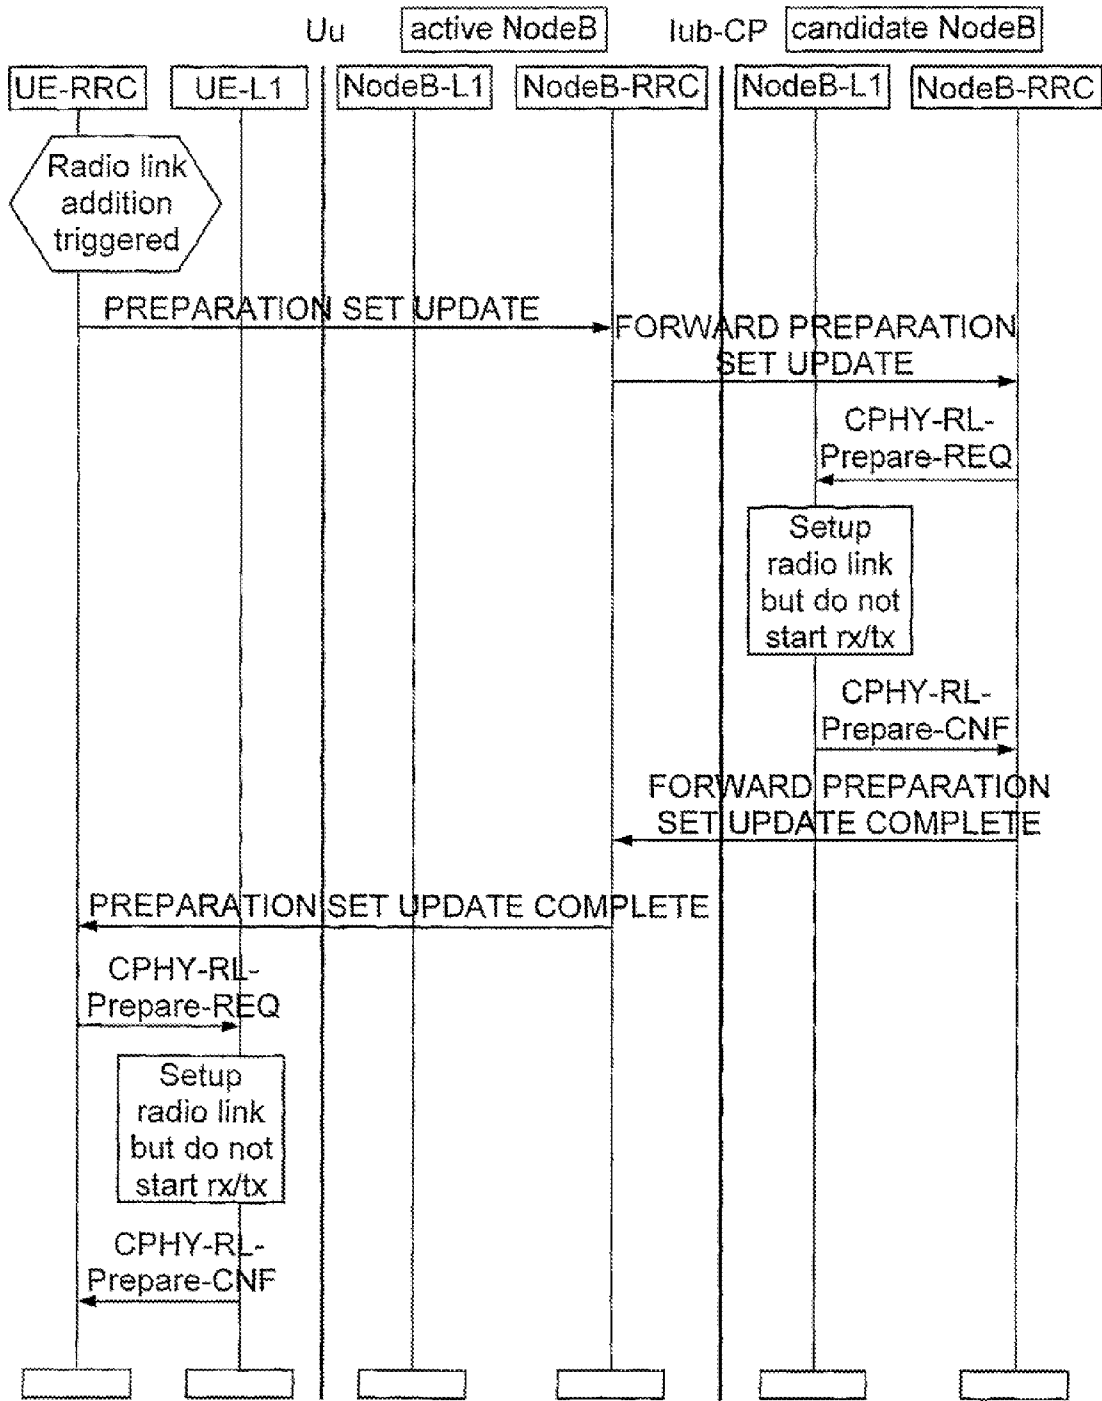 Uu active NodeB Iub-CP candidate NodeB
UE-RRC UE-L1 NodeB-L1 NodeB-RRC NodeB-L1 NodeB-RRC
Radio link
addition
triggered
PREPARATION SET UPDATE
FORWARD PREPARATION
SET UPDATE
CPHY-RL-
Prepare-REQ
Setup
radio link
but do not
start rx/tx
CPHY-RL-
Prepare-CNF
FORWARD PREPARATION
SET UPDATE COMPLETE
PREPARATION SET UPDATE COMPLETE
CPHY-RL-
Prepare-REQ
Setup
radio link
but do not
start rx/tx
CPHY-RL-
Prepare-CNF